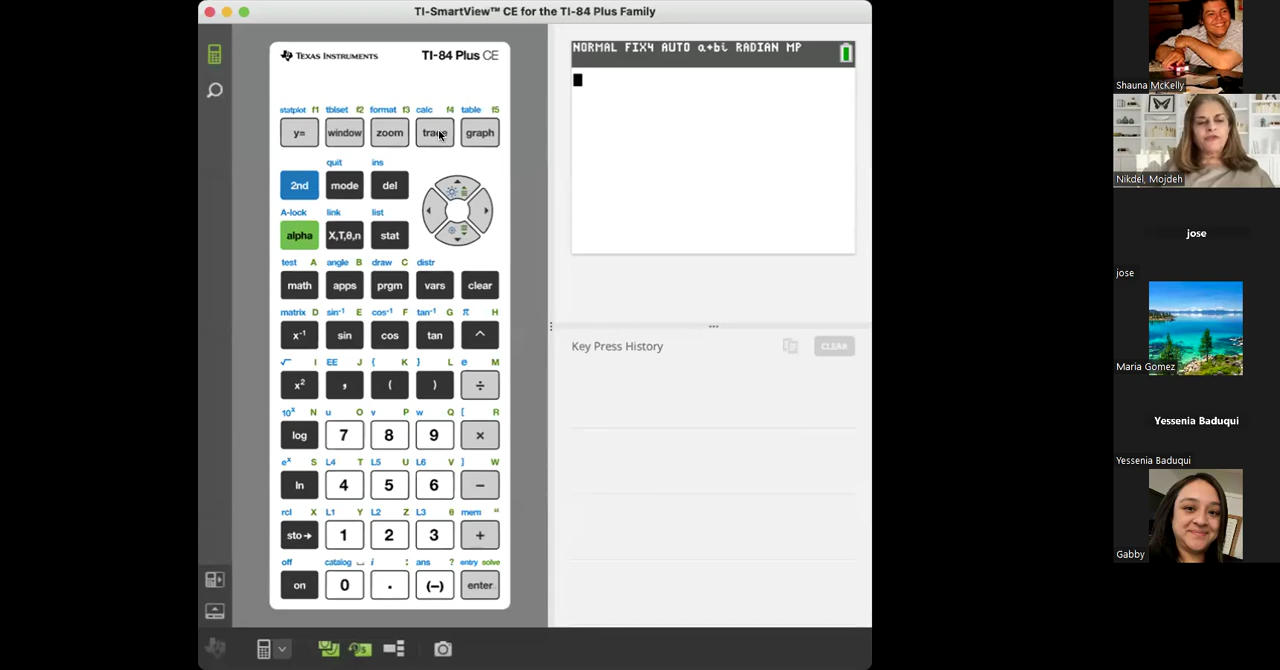 TI-SmartView™ CE for the TI-84 Plus Family
TEXAS INSTRUMENTS TI-84 Plus CE
statplot f1 tblset f2 format f3 calc f4 table f5
y= window zoom trace graph
quit ins
2nd mode del
A-lock link list
alpha X,T,θ,n stat
test A angle B draw C distr
math apps prgm vars clear
matrix D sin⁻¹ E cos⁻¹ F tan⁻¹ G π H
x⁻¹ sin cos tan ^
√ I EE J { K } L e M
x² , ( ) ÷
10ˣ N u O v P w Q [ R
log 7 8 9 ×
eˣ S L4 T L5 U L6 V ] W
ln 4 5 6 −
rcl X L1 Y L2 Z L3 θ mem "
sto→ 1 2 3 +
off catalog i : ans ? entry solve
on 0 . (−) enter
NORMAL FIX4 AUTO a+bi RADIAN MP
Key Press History
CLEAR
Shauna McKelly
Nikdel, Mojdeh
jose
jose
Maria Gomez
Yessenia Baduqui
Yessenia Baduqui
Gabby